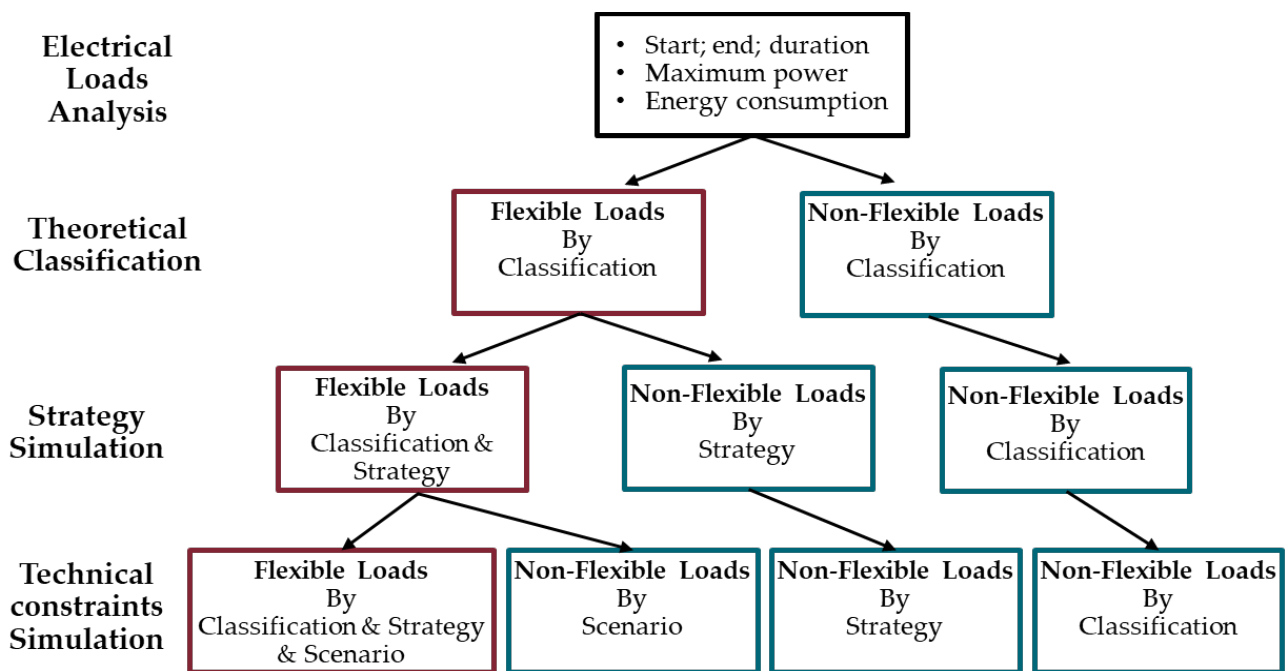 Electrical
Loads
Analysis
• Start; end; duration
• Maximum power
• Energy consumption
Theoretical
Classification
Flexible Loads
By
Classification
Non-Flexible Loads
By
Classification
Strategy
Simulation
Flexible Loads
By
Classification &
Strategy
Non-Flexible Loads
By
Strategy
Non-Flexible Loads
By
Classification
Technical
constraints
Simulation
Flexible Loads
By
Classification & Strategy
& Scenario
Non-Flexible Loads
By
Scenario
Non-Flexible Loads
By
Strategy
Non-Flexible Loads
By
Classification